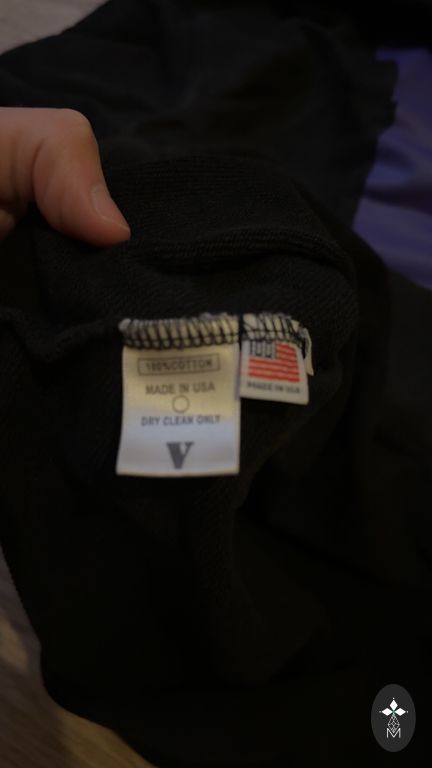 100% COTTON
MADE IN USA
DRY CLEAN ONLY
V
MADE IN USA
M